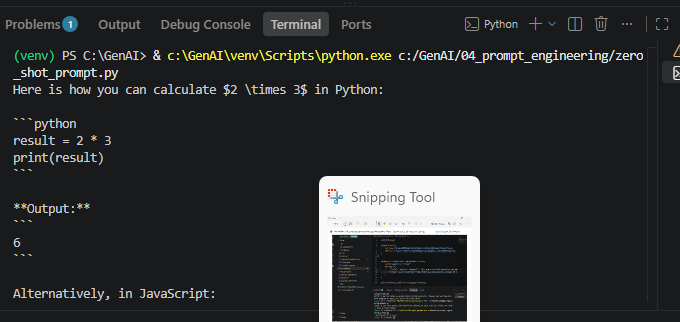 Problems 1 Output Debug Console Terminal Ports Python
(venv) PS C:\GenAI> & c:\GenAI\venv\Scripts\python.exe c:/GenAI/04_prompt_engineering/zero
_shot_prompt.py
Here is how you can calculate $2 \times 3$ in Python:
```python
result = 2 * 3
print(result)
```
Snipping Tool
**Output:**
```
6
```
Alternatively, in JavaScript: